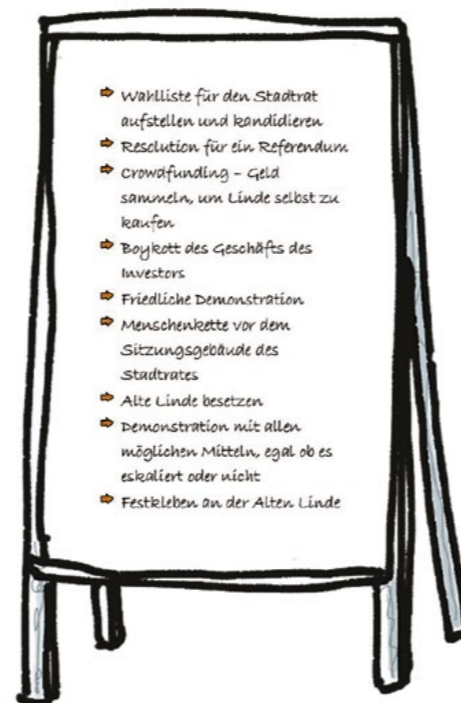 Wahlliste für den Stadtrat
aufstellen und kandidieren
Resolution für ein Referendum
Crowdfunding – Geld
sammeln, um Linde selbst zu
kaufen
Boykott des Geschäfts des
Investors
Friedliche Demonstration
Menschenkette vor dem
Sitzungsgebäude des
Stadtrates
Alte Linde besetzen
Demonstration mit allen
möglichen Mitteln, egal ob es
eskaliert oder nicht
Festkleben an der Alten Linde